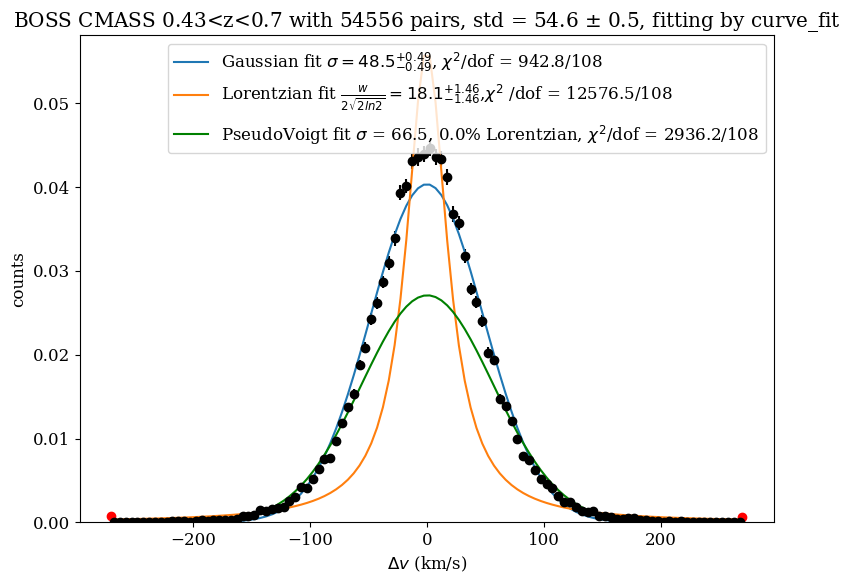 BOSS CMASS 0.43<z<0.7 with 54556 pairs, std = 54.6 ± 0.5, fitting by curve_fit
Gaussian fit σ = 48.5^{+0.49}_{-0.49}, χ²/dof = 942.8/108
Lorentzian fit \frac{w}{2\sqrt{2ln2}} = 18.1^{+1.46}_{-1.46}, χ² /dof = 12576.5/108
PseudoVoigt fit σ = 66.5, 0.0% Lorentzian, χ²/dof = 2936.2/108
counts
0.05
0.04
0.03
0.02
0.01
0.00
−200
−100
0
100
200
Δv (km/s)